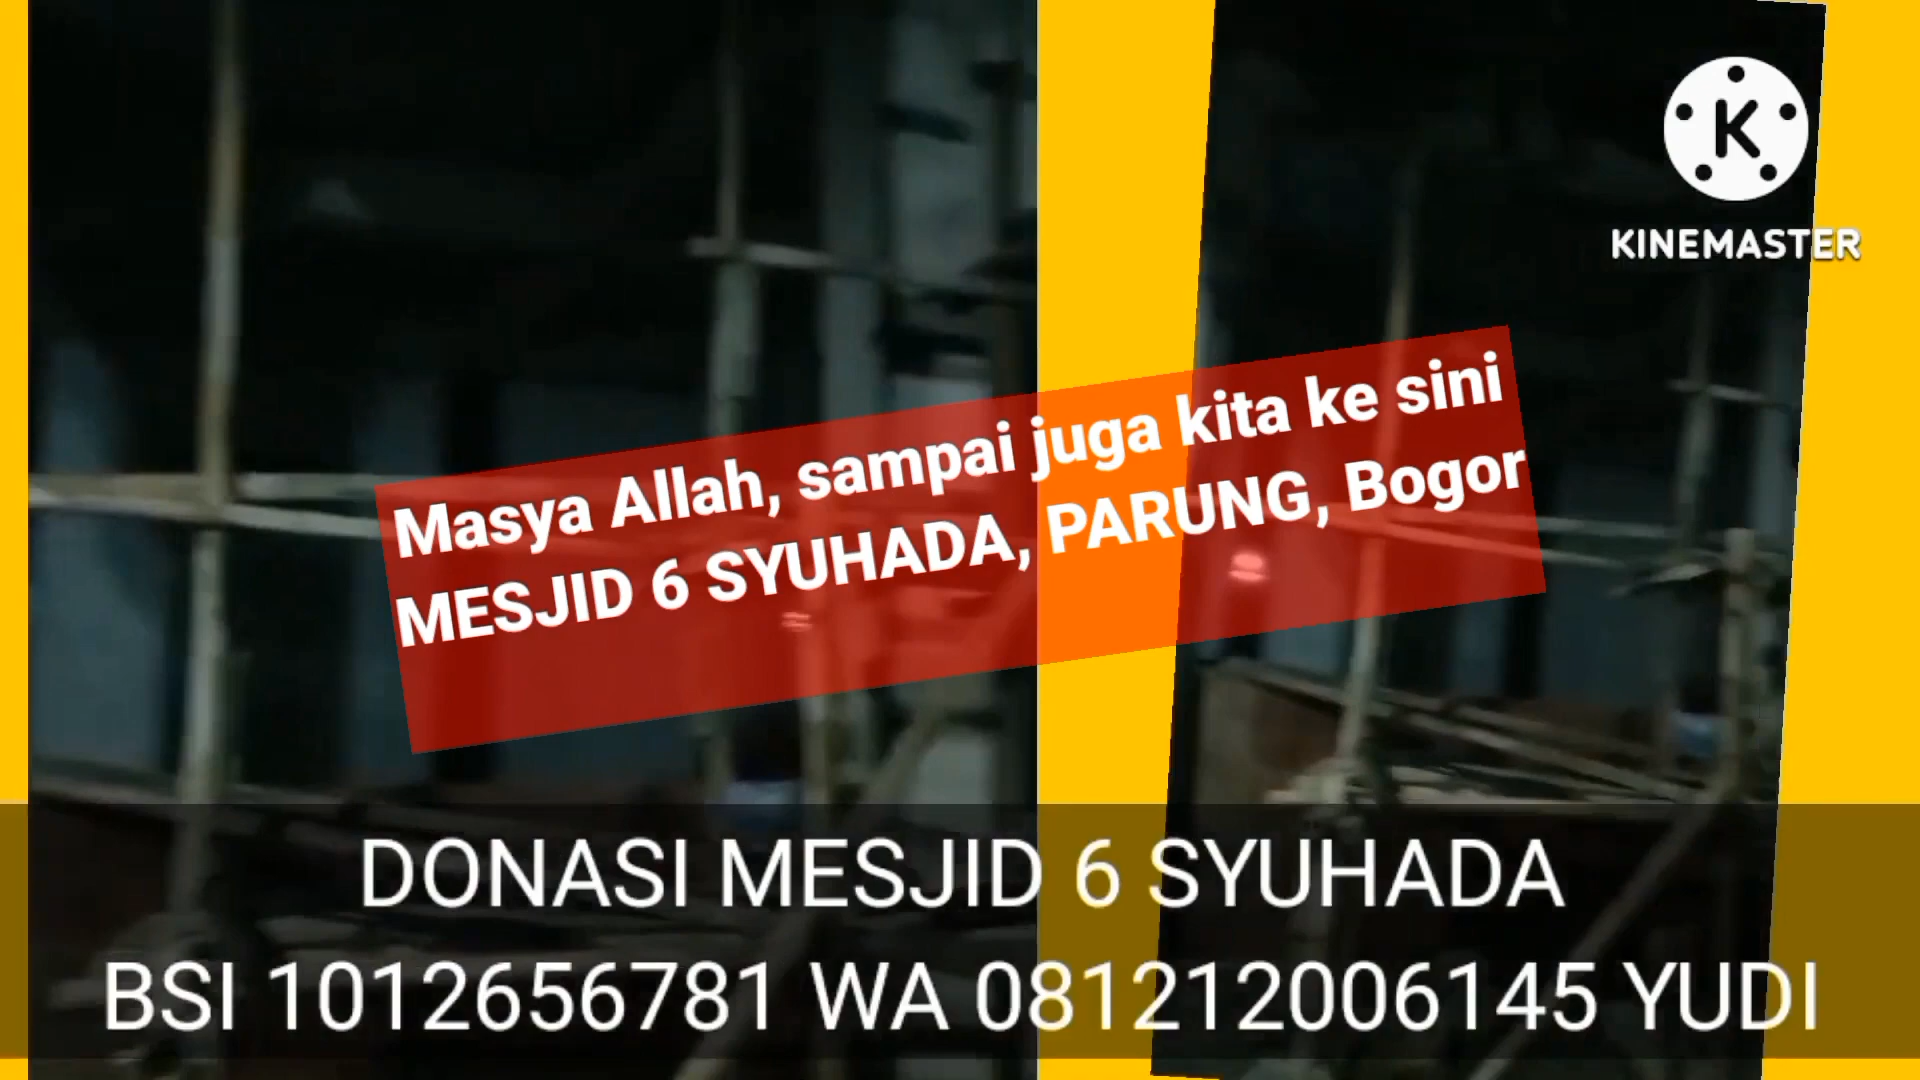 KINEMASTER
Masya Allah, sampai juga kita ke sini
MESJID 6 SYUHADA, PARUNG, Bogor
DONASI MESJID 6 SYUHADA
BSI 1012656781 WA 081212006145 YUDI